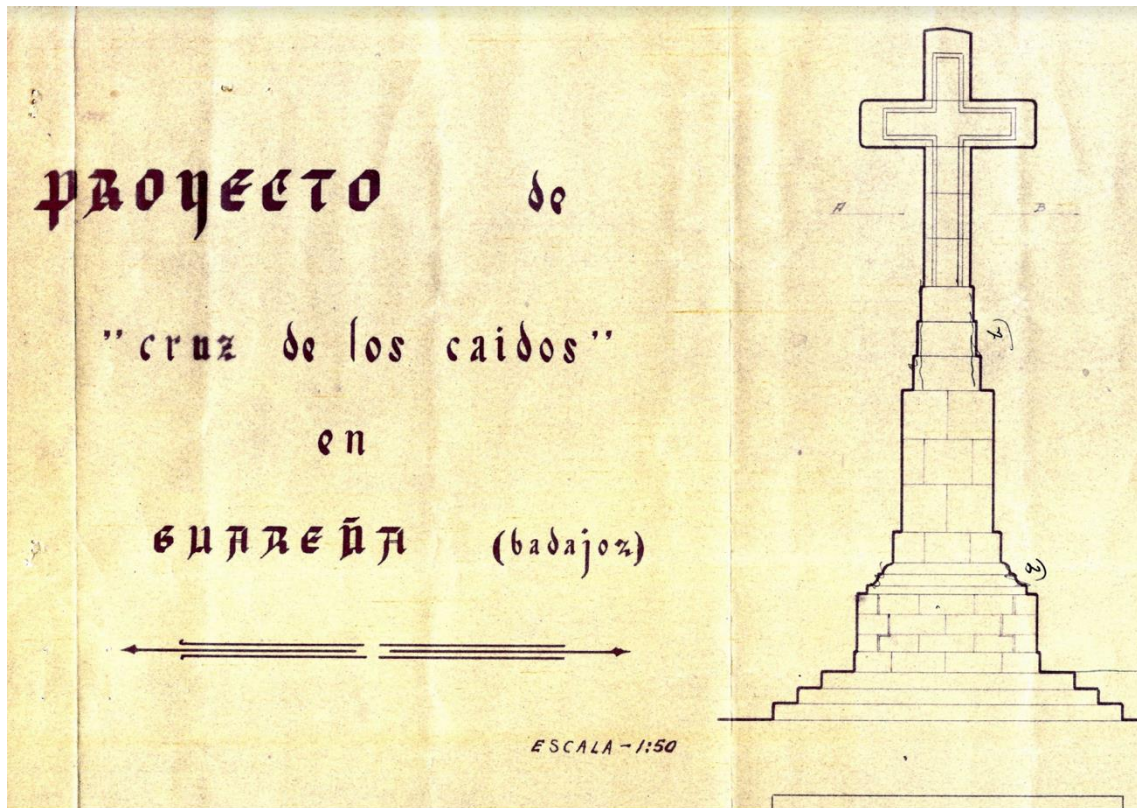 PROYECTO de
"cruz de los caidos"
en
GUAREÑA (badajoz)
ESCALA - 1:50
A B